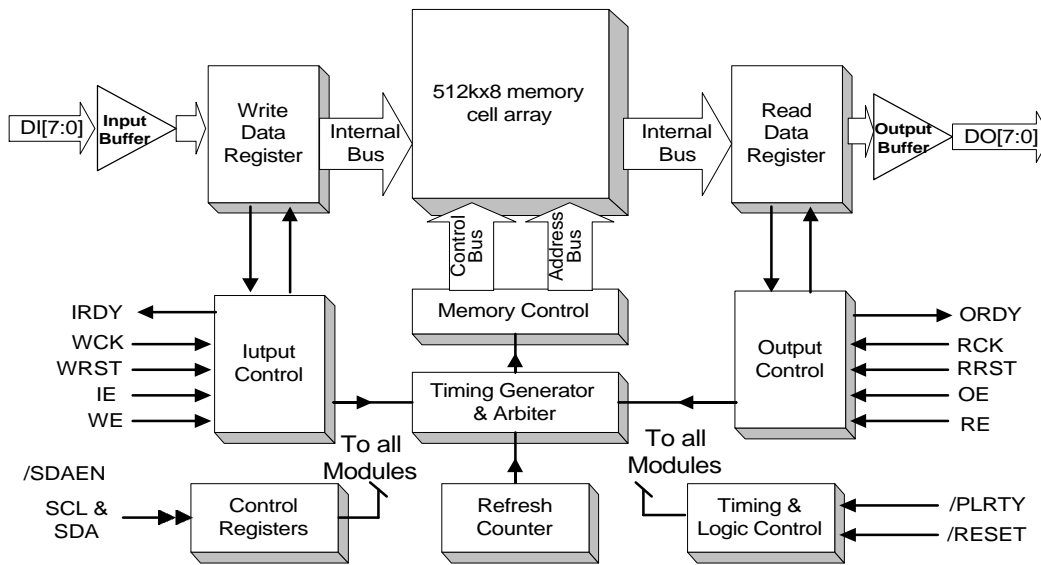 DI[7:0]
Input
Buffer
Write
Data
Register
Internal
Bus
512kx8 memory
cell array
Internal
Bus
Read
Data
Register
Output
Buffer
DO[7:0]
Control
Bus
Address
Bus
Memory Control
IRDY
WCK
WRST
IE
WE
Iutput
Control
Timing Generator
& Arbiter
Output
Control
ORDY
RCK
RRST
OE
RE
To all
Modules
To all
Modules
/SDAEN
SCL &
SDA
Control
Registers
Refresh
Counter
Timing &
Logic Control
/PLRTY
/RESET